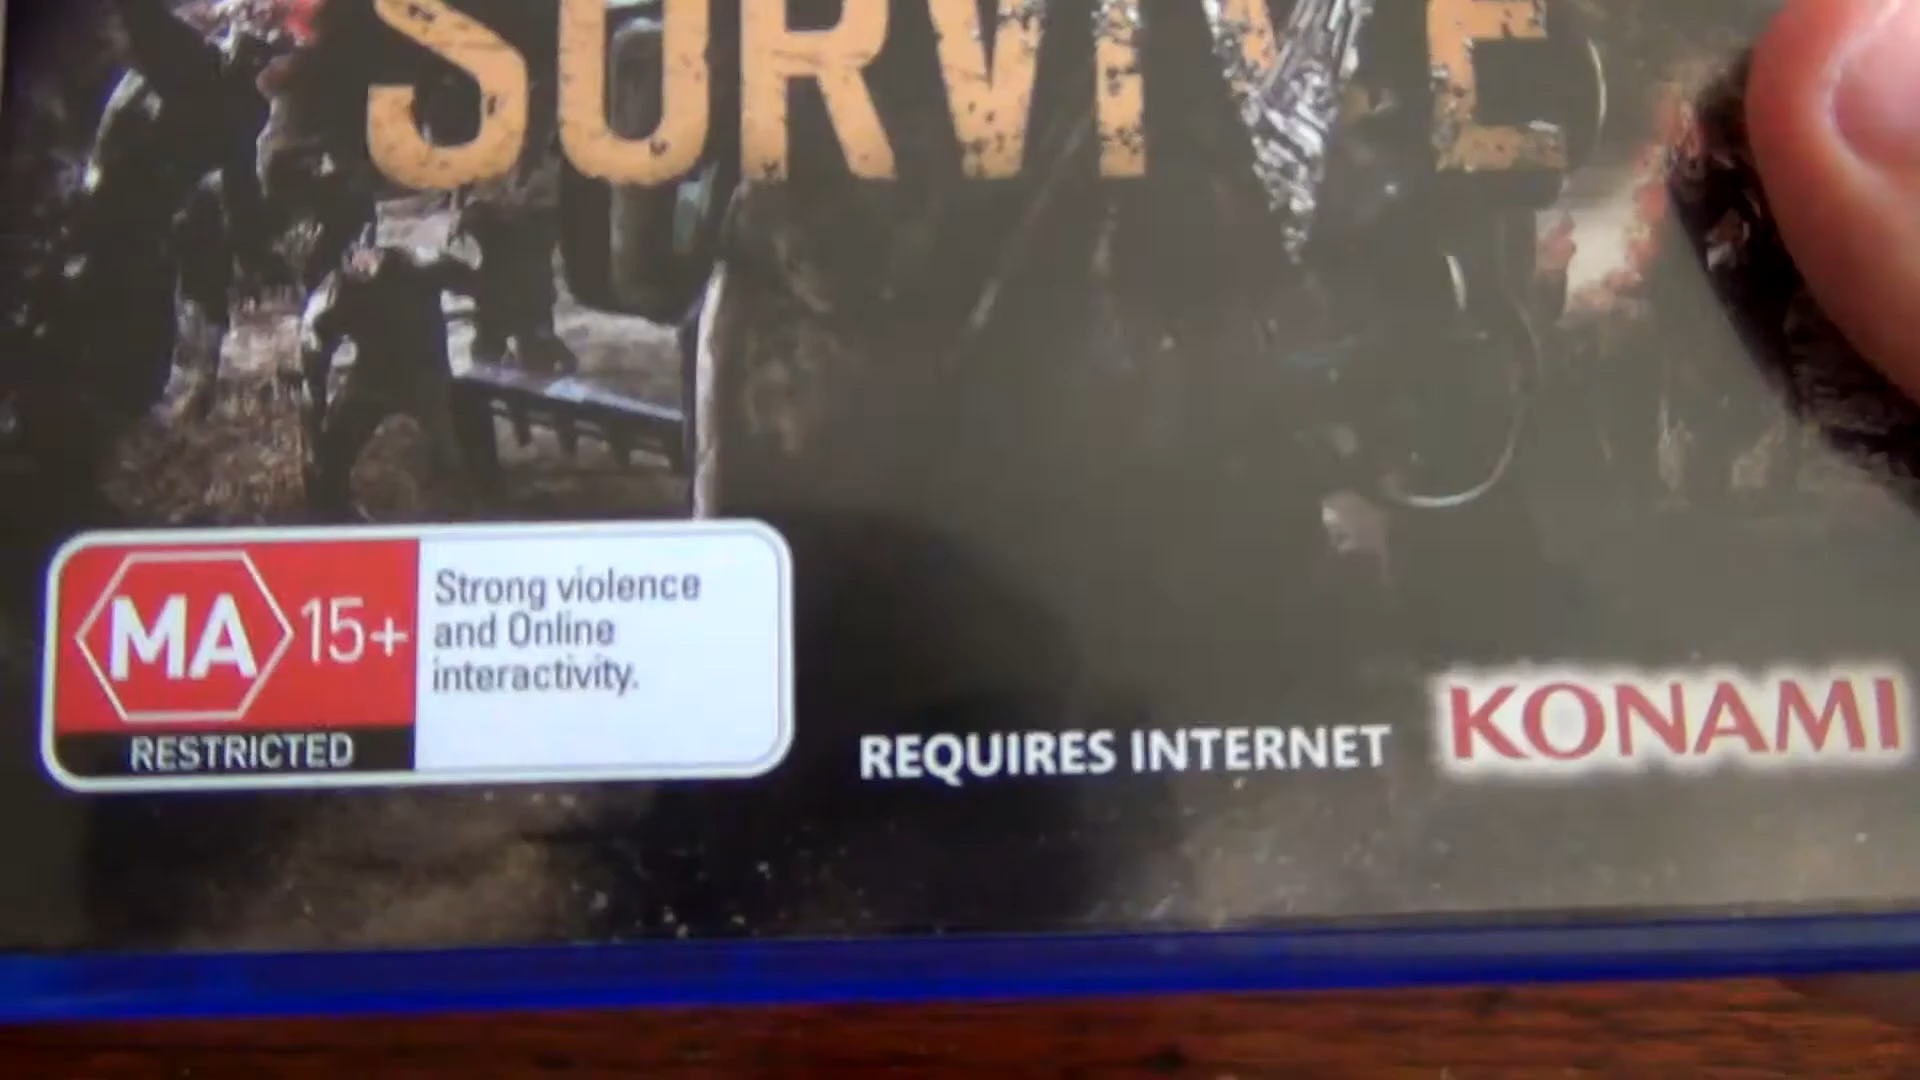 SURVIVE
MA 15+
RESTRICTED
Strong violence
and Online
interactivity.
REQUIRES INTERNET
KONAMI